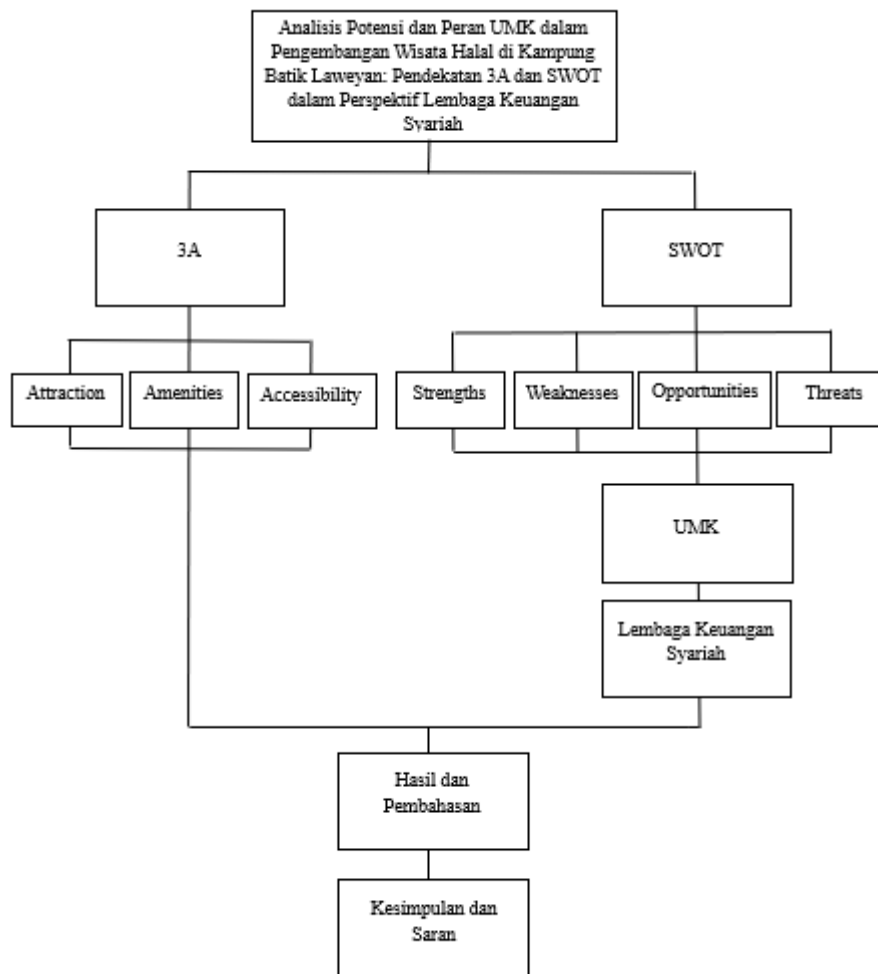 Analisis Potensi dan Peran UMK dalam
Pengembangan Wisata Halal di Kampung
Batik Laweyan: Pendekatan 3A dan SWOT
dalam Perspektif Lembaga Keuangan
Syariah
3A
SWOT
Attraction
Amenities
Accessibility
Strengths
Weaknesses
Opportunities
Threats
UMK
Lembaga Keuangan
Syariah
Hasil dan
Pembahasan
Kesimpulan dan
Saran